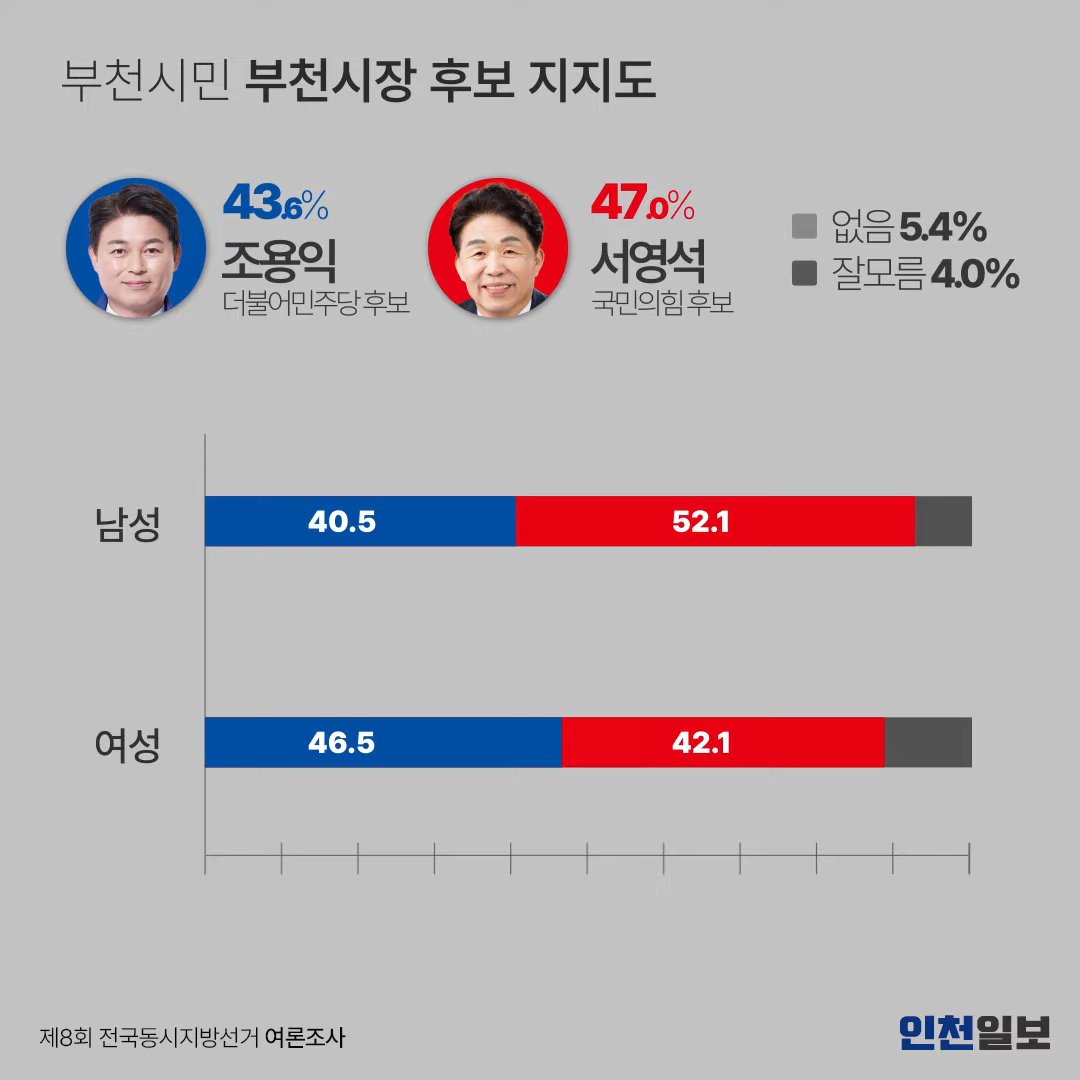 부천시민 부천시장 후보 지지도
43.6%
조용익
더불어민주당 후보
47.0%
서영석
국민의힘 후보
없음 5.4%
잘모름 4.0%
남성
40.5
52.1
여성
46.5
42.1
제8회 전국동시지방선거 여론조사
인천일보